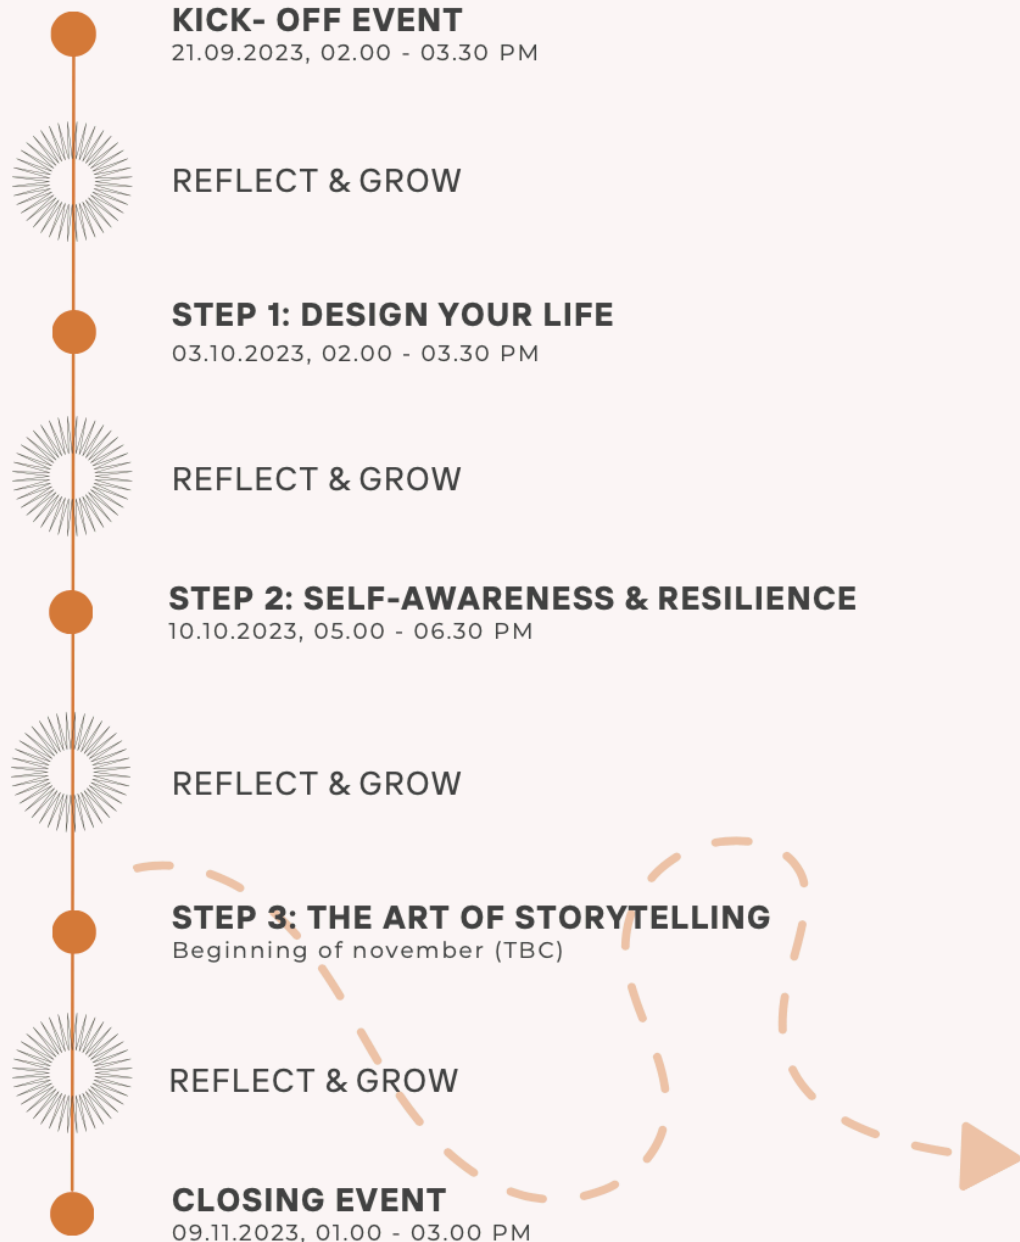 KICK- OFF EVENT
21.09.2023, 02.00 - 03.30 PM
REFLECT & GROW
STEP 1: DESIGN YOUR LIFE
03.10.2023, 02.00 - 03.30 PM
REFLECT & GROW
STEP 2: SELF-AWARENESS & RESILIENCE
10.10.2023, 05.00 - 06.30 PM
REFLECT & GROW
STEP 3: THE ART OF STORYTELLING
Beginning of november (TBC)
REFLECT & GROW
CLOSING EVENT
09.11.2023, 01.00 - 03.00 PM